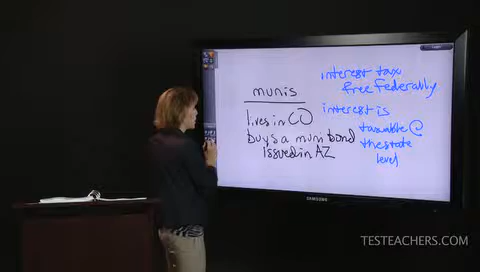 munis
lives in CO
buys a muni bond
Issued in AZ
interest tax
free federally
interest is
taxable @
the state
level
SAMSUNG
TESTEACHERS.COM